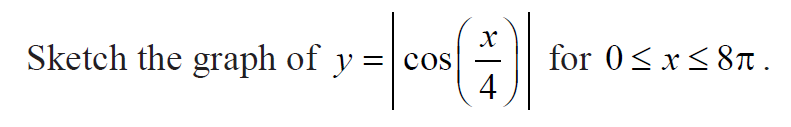 Sketch the graph of y = |cos(x/4)| for 0 ≤ x ≤ 8π .